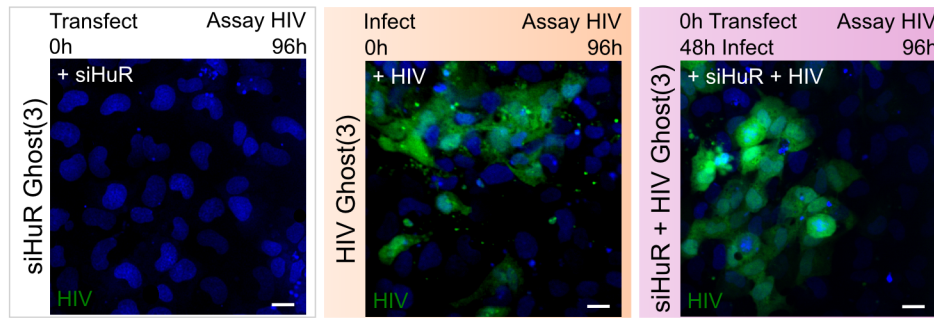 Transfect Assay HIV
0h 96h
+ siHuR
siHuR Ghost(3)
HIV
Infect Assay HIV
0h 96h
+ HIV
HIV Ghost(3)
HIV
0h Transfect Assay HIV
48h Infect 96h
+ siHuR + HIV
siHuR + HIV Ghost(3)
HIV